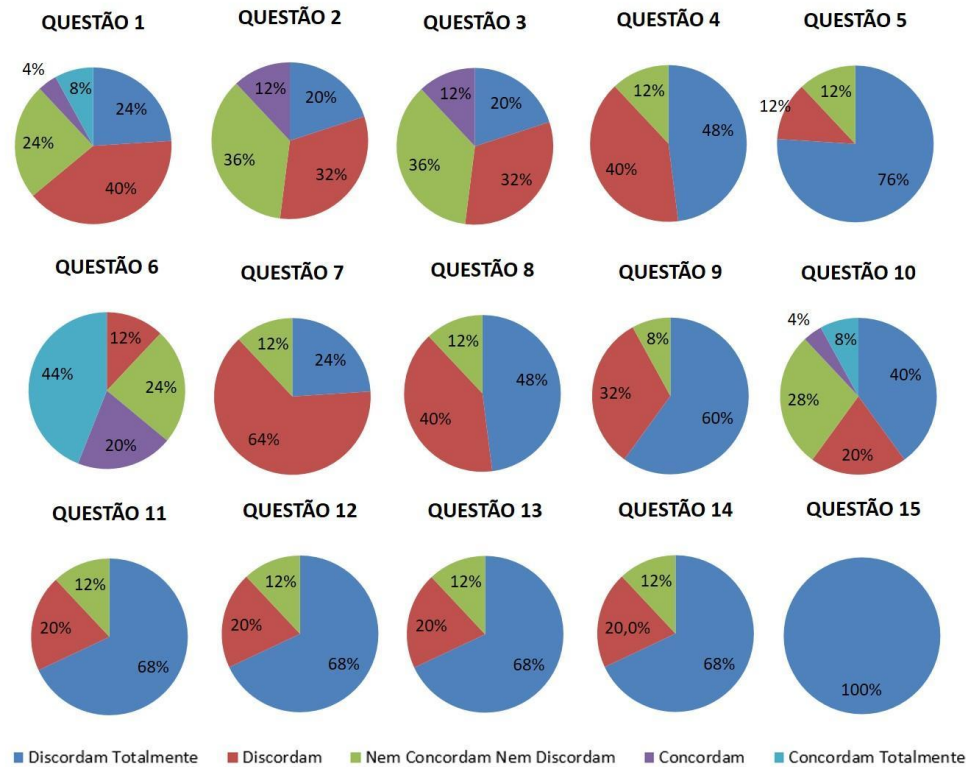 QUESTÃO 1
QUESTÃO 2
QUESTÃO 3
QUESTÃO 4
QUESTÃO 5
4%
8%
24%
24%
40%
12%
20%
36%
32%
12%
20%
36%
32%
12%
48%
40%
12%
12%
76%
QUESTÃO 6
QUESTÃO 7
QUESTÃO 8
QUESTÃO 9
QUESTÃO 10
12%
44%
24%
20%
12%
24%
64%
12%
48%
40%
8%
32%
60%
4%
8%
40%
28%
20%
QUESTÃO 11
QUESTÃO 12
QUESTÃO 13
QUESTÃO 14
QUESTÃO 15
12%
20%
68%
12%
20%
68%
12%
20%
68%
12%
20,0%
68%
100%
Discordam Totalmente
Discordam
Nem Concordam Nem Discordam
Concordam
Concordam Totalmente